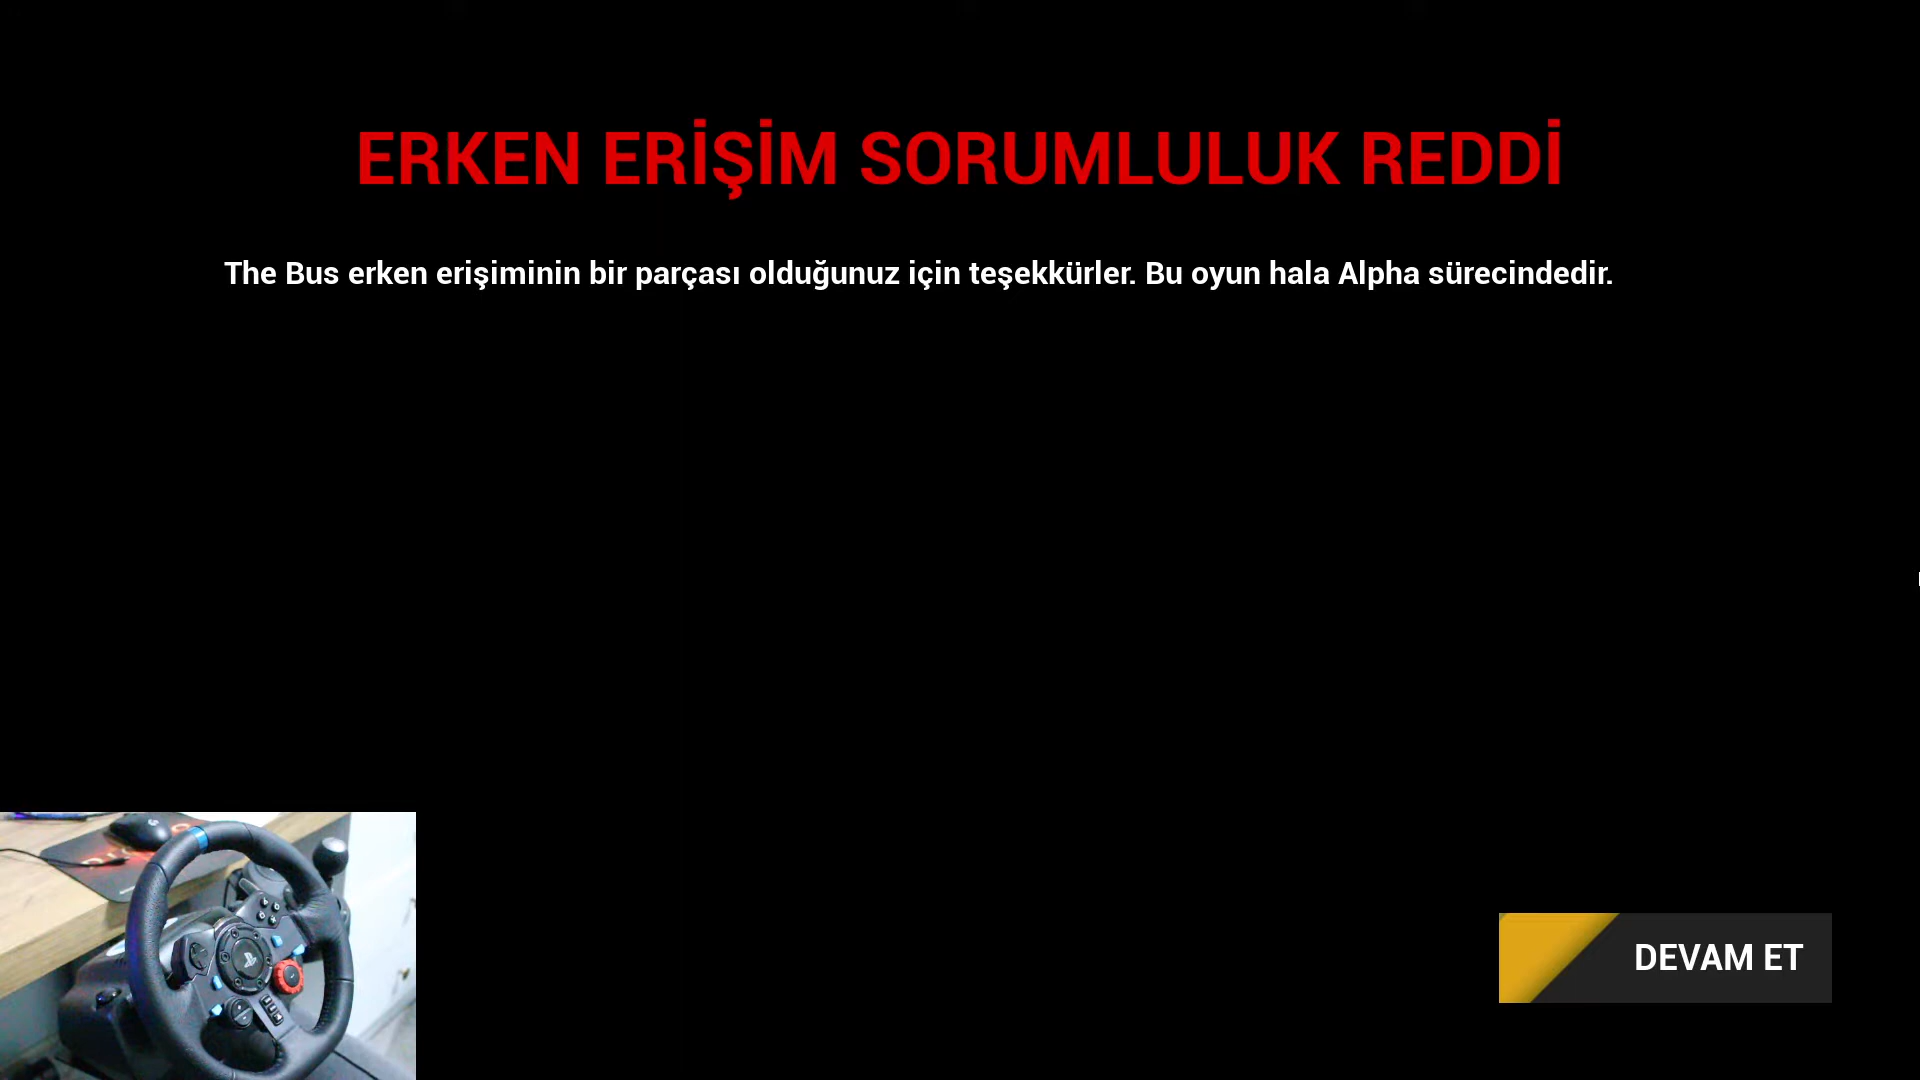 ERKEN ERİŞİM SORUMLULUK REDDİ
The Bus erken erişiminin bir parçası olduğunuz için teşekkürler. Bu oyun hala Alpha sürecindedir.
DEVAM ET